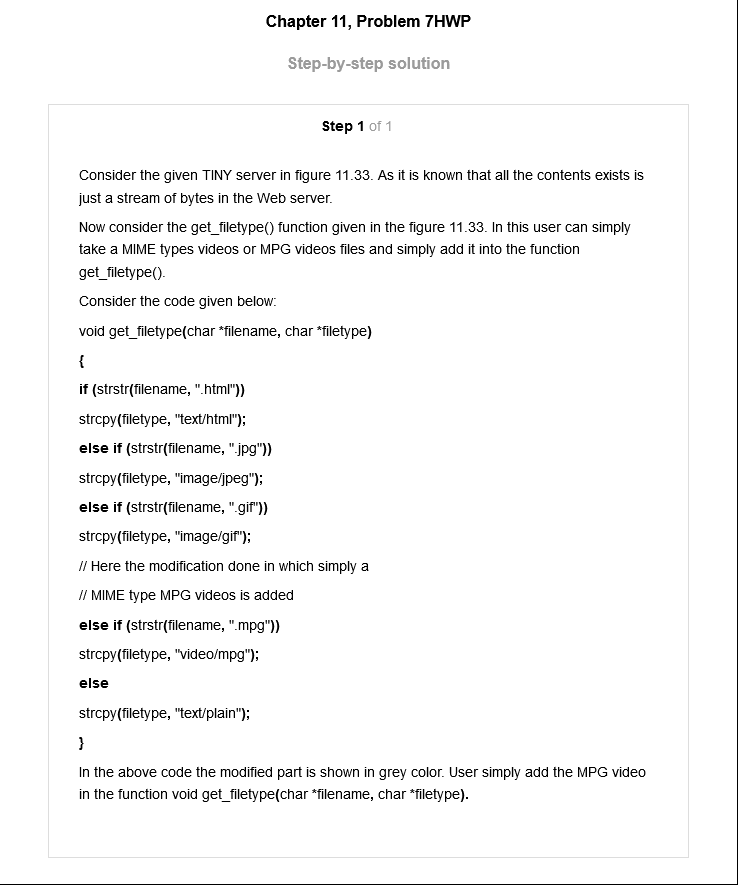 Chapter 11, Problem 7HWP
Step-by-step solution
Step 1 of 1
Consider the given TINY server in figure 11.33. As it is known that all the contents exists is
just a stream of bytes in the Web server.
Now consider the get_filetype() function given in the figure 11.33. In this user can simply
take a MIME types videos or MPG videos files and simply add it into the function
get_filetype().
Consider the code given below:
void get_filetype(char *filename, char *filetype)
{
if (strstr(filename, ".html"))
strcpy(filetype, "text/html");
else if (strstr(filename, ".jpg"))
strcpy(filetype, "image/jpeg");
else if (strstr(filename, ".gif"))
strcpy(filetype, "image/gif");
// Here the modification done in which simply a
// MIME type MPG videos is added
else if (strstr(filename, ".mpg"))
strcpy(filetype, "video/mpg");
else
strcpy(filetype, "text/plain");
}
In the above code the modified part is shown in grey color. User simply add the MPG video
in the function void get_filetype(char *filename, char *filetype).